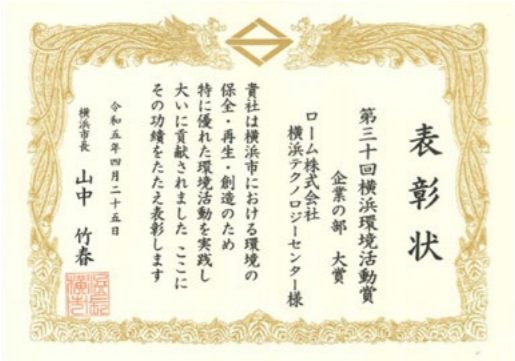 表彰状
第三十回横浜環境活動賞
企業の部 大賞
ローム株式会社
横浜テクノロジーセンター様
貴社は横浜市における環境の
保全・再生・創造のため
特に優れた環境活動を実践し
大いに貢献されました ここに
その功績をたたえ表彰します
令和五年四月二十五日
横浜市長 山中 竹春